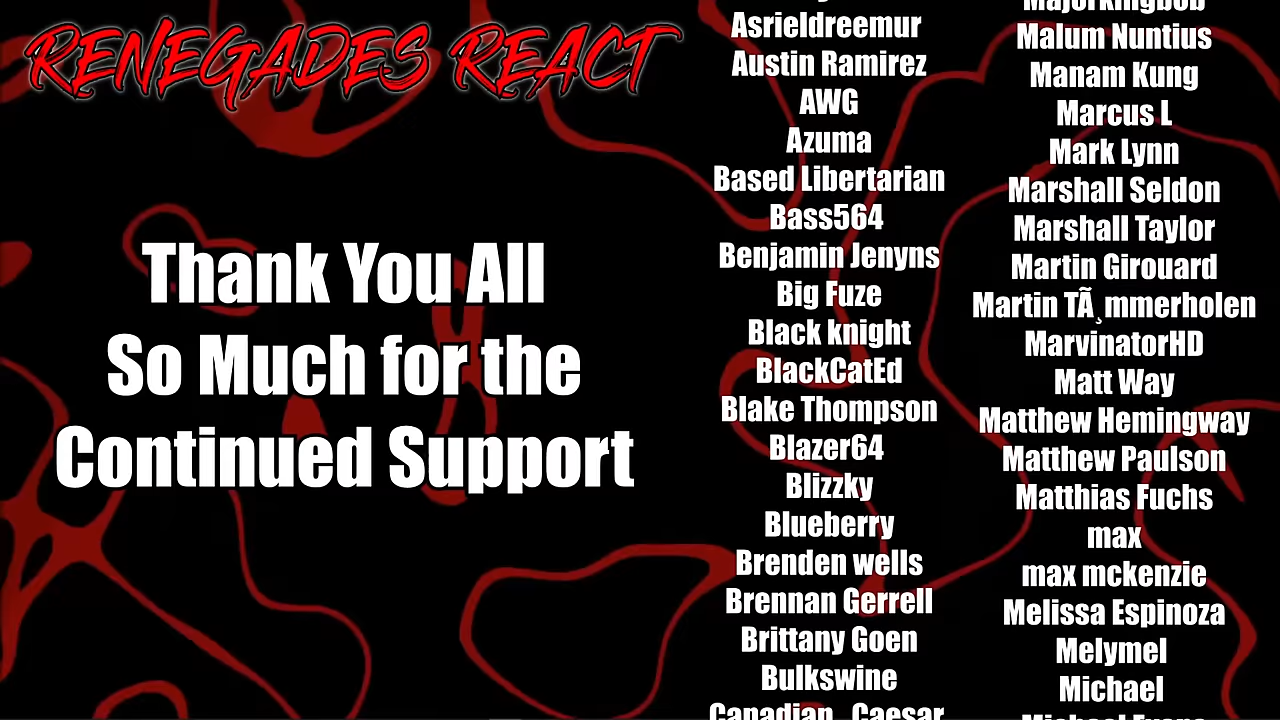 RENEGADES REACT
Thank You All
So Much for the
Continued Support
Asrieldreemur
Austin Ramirez
AWG
Azuma
Based Libertarian
Bass564
Benjamin Jenyns
Big Fuze
Black knight
BlackCatEd
Blake Thompson
Blazer64
Blizzky
Blueberry
Brenden wells
Brennan Gerrell
Brittany Goen
Bulkswine
Canadian_Caesar
Majorkingbob
Malum Nuntius
Manam Kung
Marcus L
Mark Lynn
Marshall Seldon
Marshall Taylor
Martin Girouard
Martin TÃ¸mmerholen
MarvinatorHD
Matt Way
Matthew Hemingway
Matthew Paulson
Matthias Fuchs
max
max mckenzie
Melissa Espinoza
Melymel
Michael
Michael